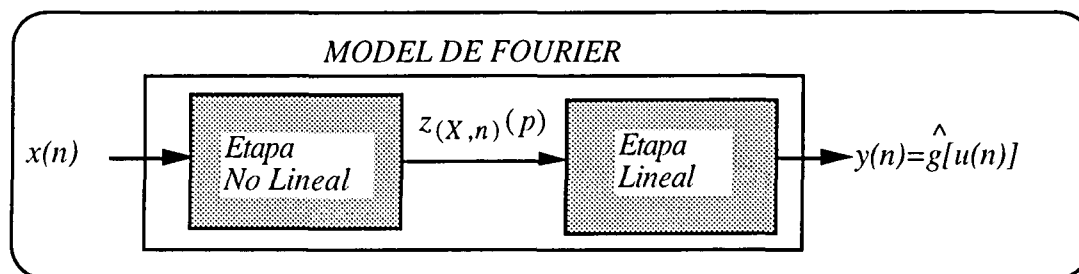 MODEL DE FOURIER
x(n)
Etapa
No Lineal
z(X,n)(p)
Etapa
Lineal
y(n)=ĝ[u(n)]